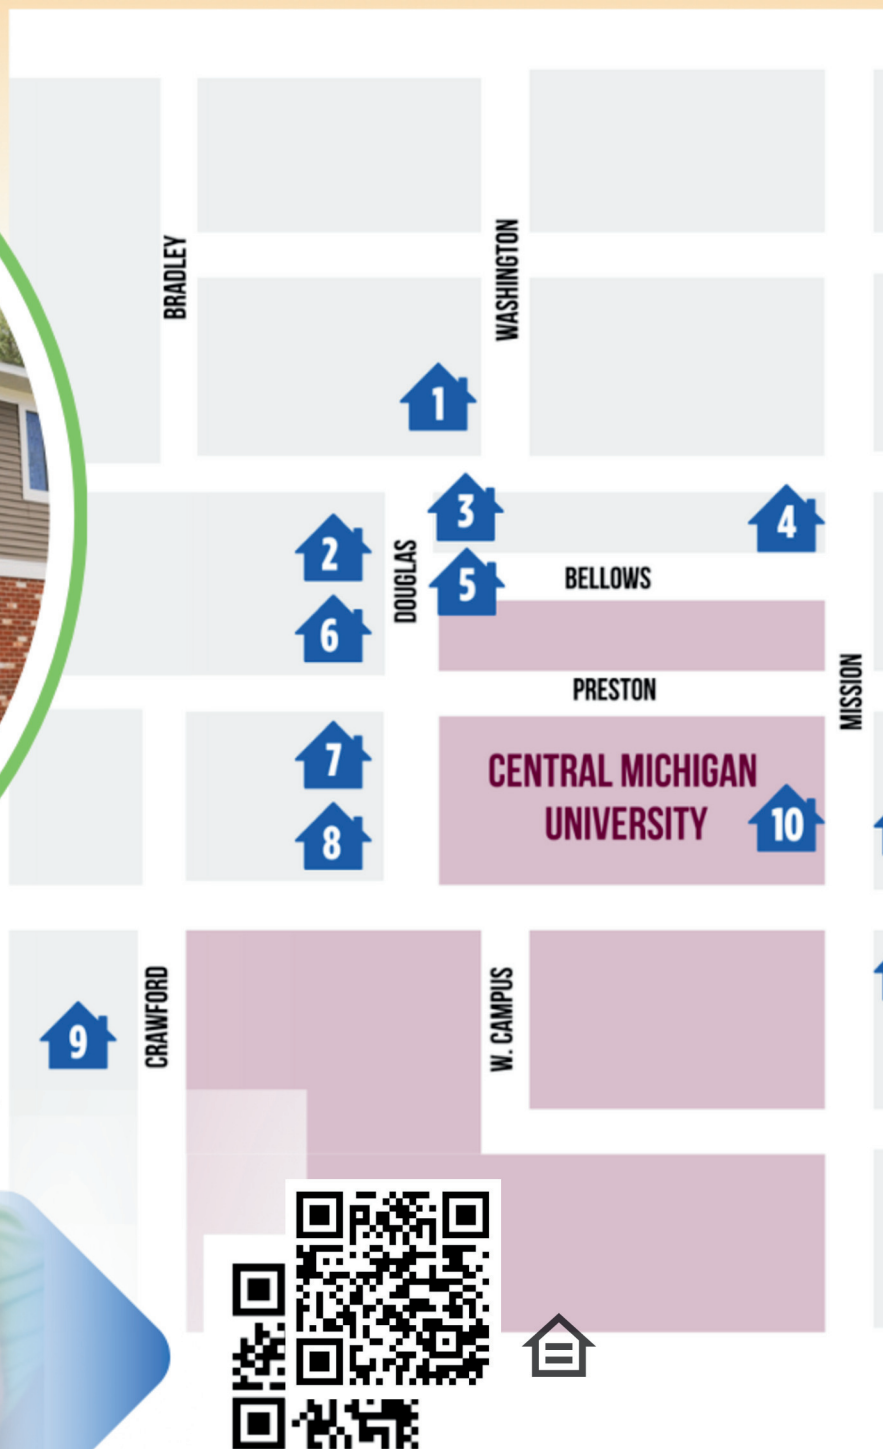 BRADLEY
WASHINGTON
1
3
4
2
DOUGLAS
5
BELLOWS
6
PRESTON
MISSION
7
CENTRAL MICHIGAN
UNIVERSITY
10
8
CRAWFORD
W. CAMPUS
9